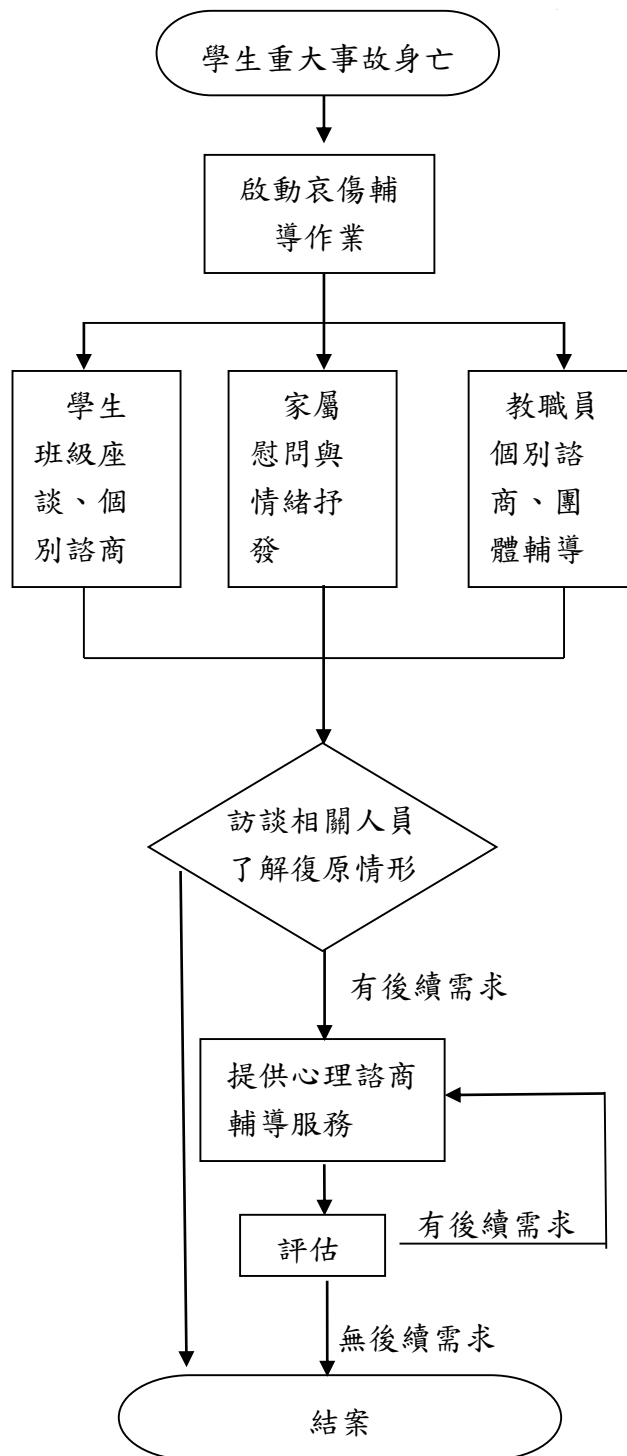 學生重大事故身亡
啟動哀傷輔
導作業
學生
班級座
談、個
別諮商
家屬
慰問與
情緒抒
發
教職員
個別諮
商、團
體輔導
訪談相關人員
了解復原情形
有後續需求
提供心理諮商
輔導服務
有後續需求
評估
無後續需求
結案